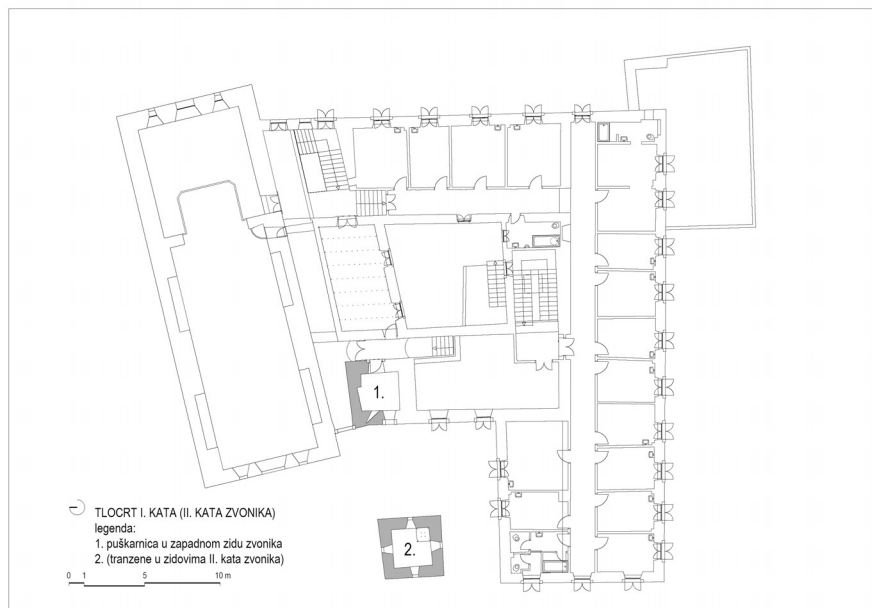 1.
2.
TLOCRT I. KATA (II. KATA ZVONIKA)
legenda:
1. puškarnica u zapadnom zidu zvonika
2. (tranzene u zidovima II. kata zvonika)
0 1 5 10 m